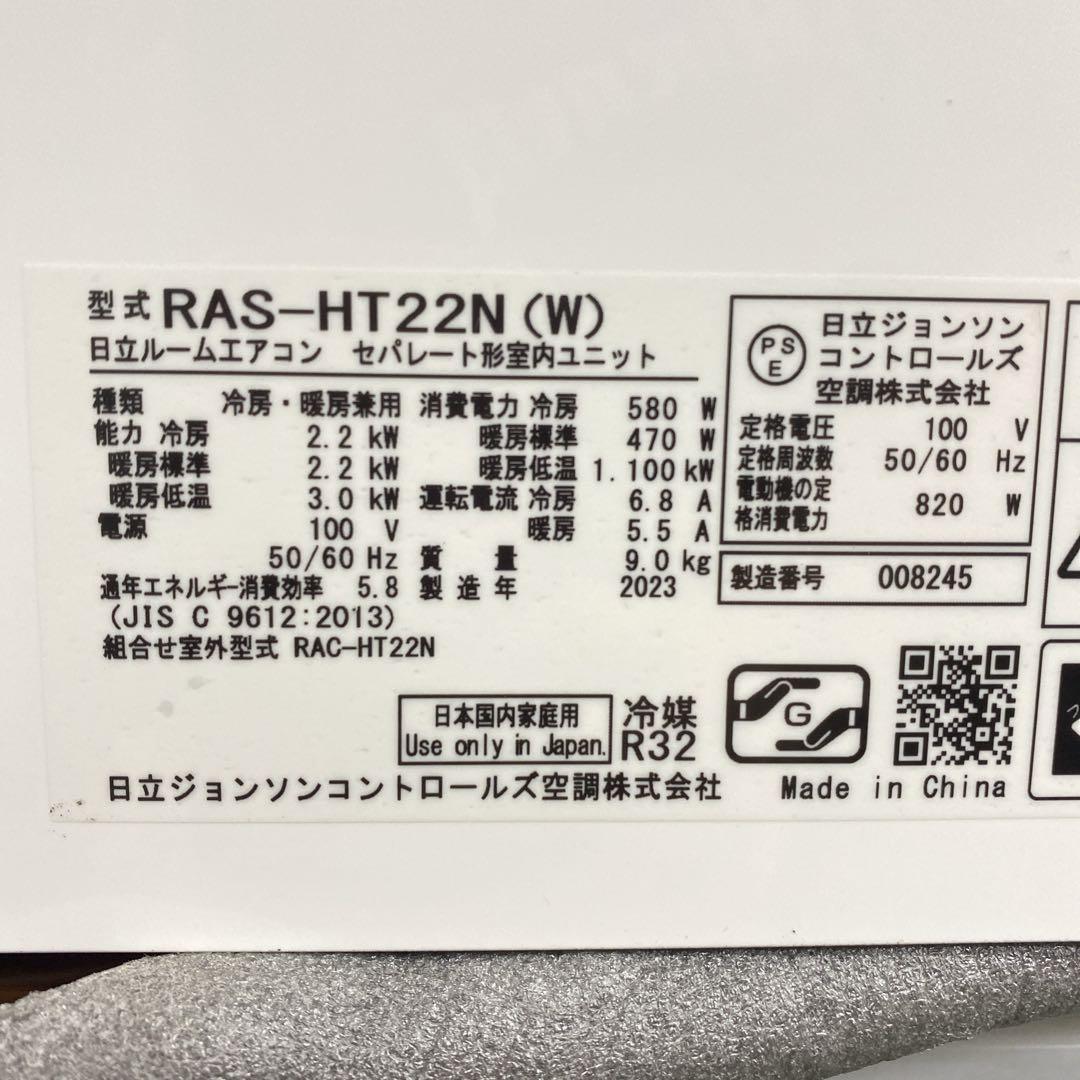 型式 RAS-HT22N (W)
日立ルームエアコン セパレート形室内ユニット
種類 冷房・暖房兼用
能力 冷房 2.2 kW
暖房標準 2.2 kW
暖房低温 3.0 kW
電源 100 V
50/60 Hz
通年エネルギー消費効率 5.8
(JIS C 9612:2013)
組合せ室外型式 RAC-HT22N
消費電力 冷房 580 W
暖房標準 470 W
暖房低温 1.100 kW
運転電流 冷房 6.8 A
暖房 5.5 A
質量 9.0 kg
製造年 2023
日本国内家庭用
Use only in Japan.
冷媒
R32
日立ジョンソンコントロールズ空調株式会社
PSE
日立ジョンソン
コントロールズ
空調株式会社
定格電圧 100 V
定格周波数 50/60 Hz
電動機の定
格消費電力 820 W
製造番号 008245
G
Made in China